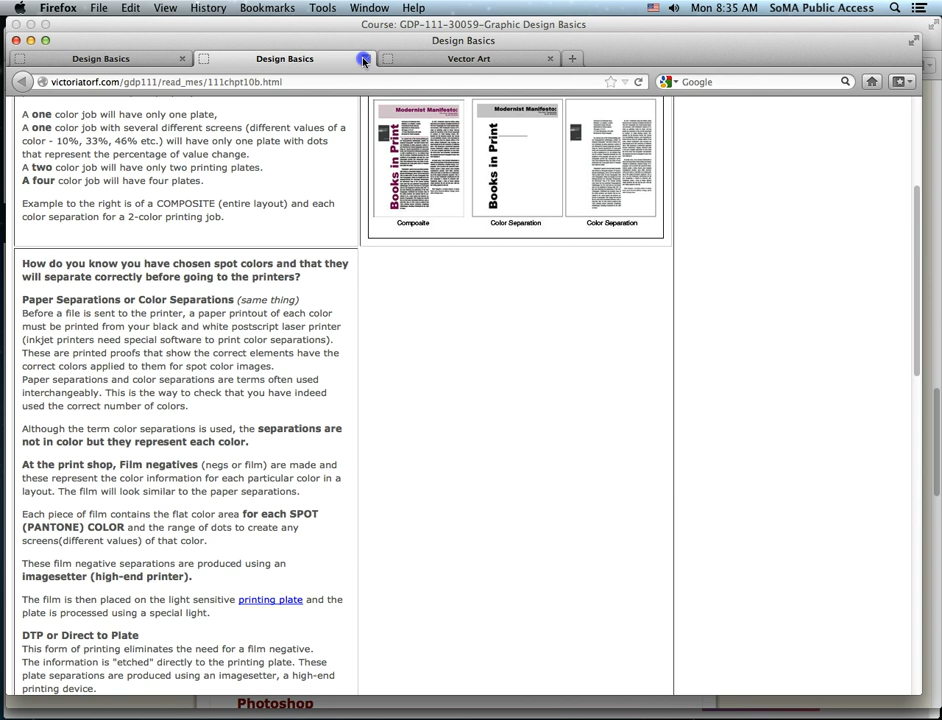 Firefox File Edit View History Bookmarks Tools Window Help Mon 8:35 AM SoMA Public Access
Course: GDP-111-30059-Graphic Design Basics
Design Basics
Design Basics Design Basics Vector Art
victoriatorf.com/gdp111/read_mes/111chpt10b.html Google
A one color job will have only one plate,
A one color job with several different screens (different values of a
color - 10%, 33%, 46% etc.) will have only one plate with dots
that represent the percentage of value change.
A two color job will have only two printing plates.
A four color job will have four plates.
Example to the right is of a COMPOSITE (entire layout) and each
color separation for a 2-color printing job.
Modernist Manifesto:
Books in Print
Composite
Modernist Manifesto:
Books in Print
Color Separation
Color Separation
How do you know you have chosen spot colors and that they
will separate correctly before going to the printers?
Paper Separations or Color Separations (same thing)
Before a file is sent to the printer, a paper printout of each color
must be printed from your black and white postscript laser printer
(inkjet printers need special software to print color separations).
These are printed proofs that show the correct elements have the
correct colors applied to them for spot color images.
Paper separations and color separations are terms often used
interchangeably. This is the way to check that you have indeed
used the correct number of colors.
Although the term color separations is used, the separations are
not in color but they represent each color.
At the print shop, Film negatives (negs or film) are made and
these represent the color information for each particular color in a
layout. The film will look similar to the paper separations.
Each piece of film contains the flat color area for each SPOT
(PANTONE) COLOR and the range of dots to create any
screens(different values) of that color.
These film negative separations are produced using an
imagesetter (high-end printer).
The film is then placed on the light sensitive printing plate and the
plate is processed using a special light.
DTP or Direct to Plate
This form of printing eliminates the need for a film negative.
The information is "etched" directly to the printing plate. These
plate separations are produced using an imagesetter, a high-end
printing device.
Photoshop